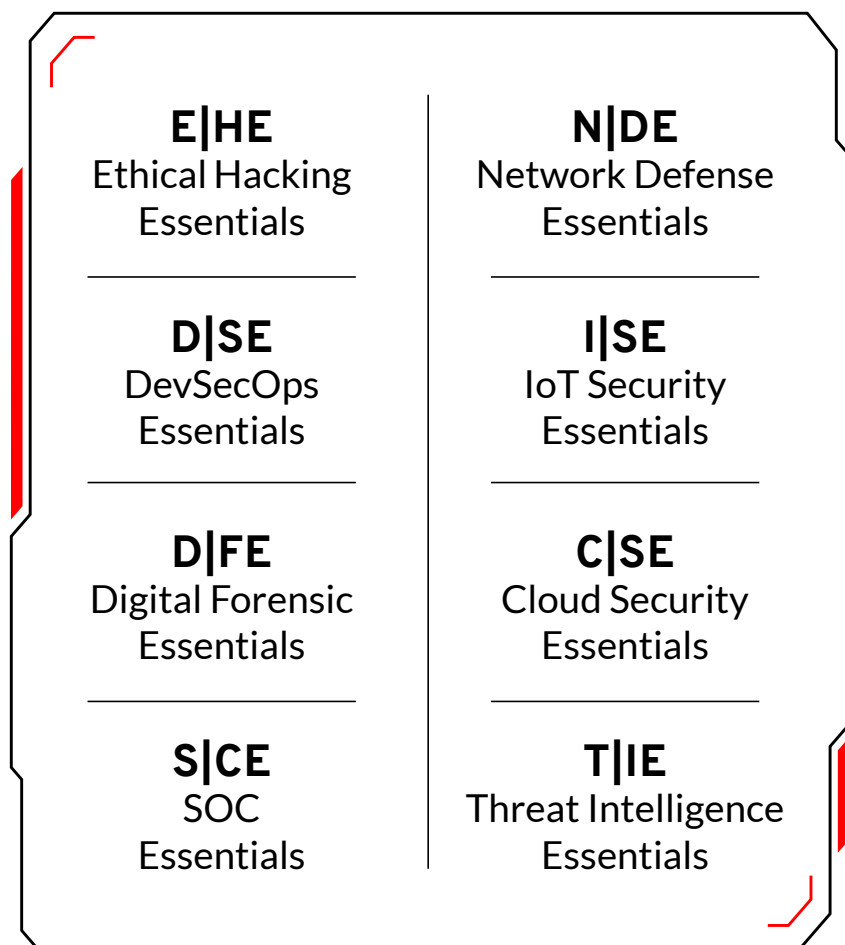 E|HE
Ethical Hacking
Essentials
N|DE
Network Defense
Essentials
D|SE
DevSecOps
Essentials
I|SE
IoT Security
Essentials
D|FE
Digital Forensic
Essentials
C|SE
Cloud Security
Essentials
S|CE
SOC
Essentials
T|IE
Threat Intelligence
Essentials